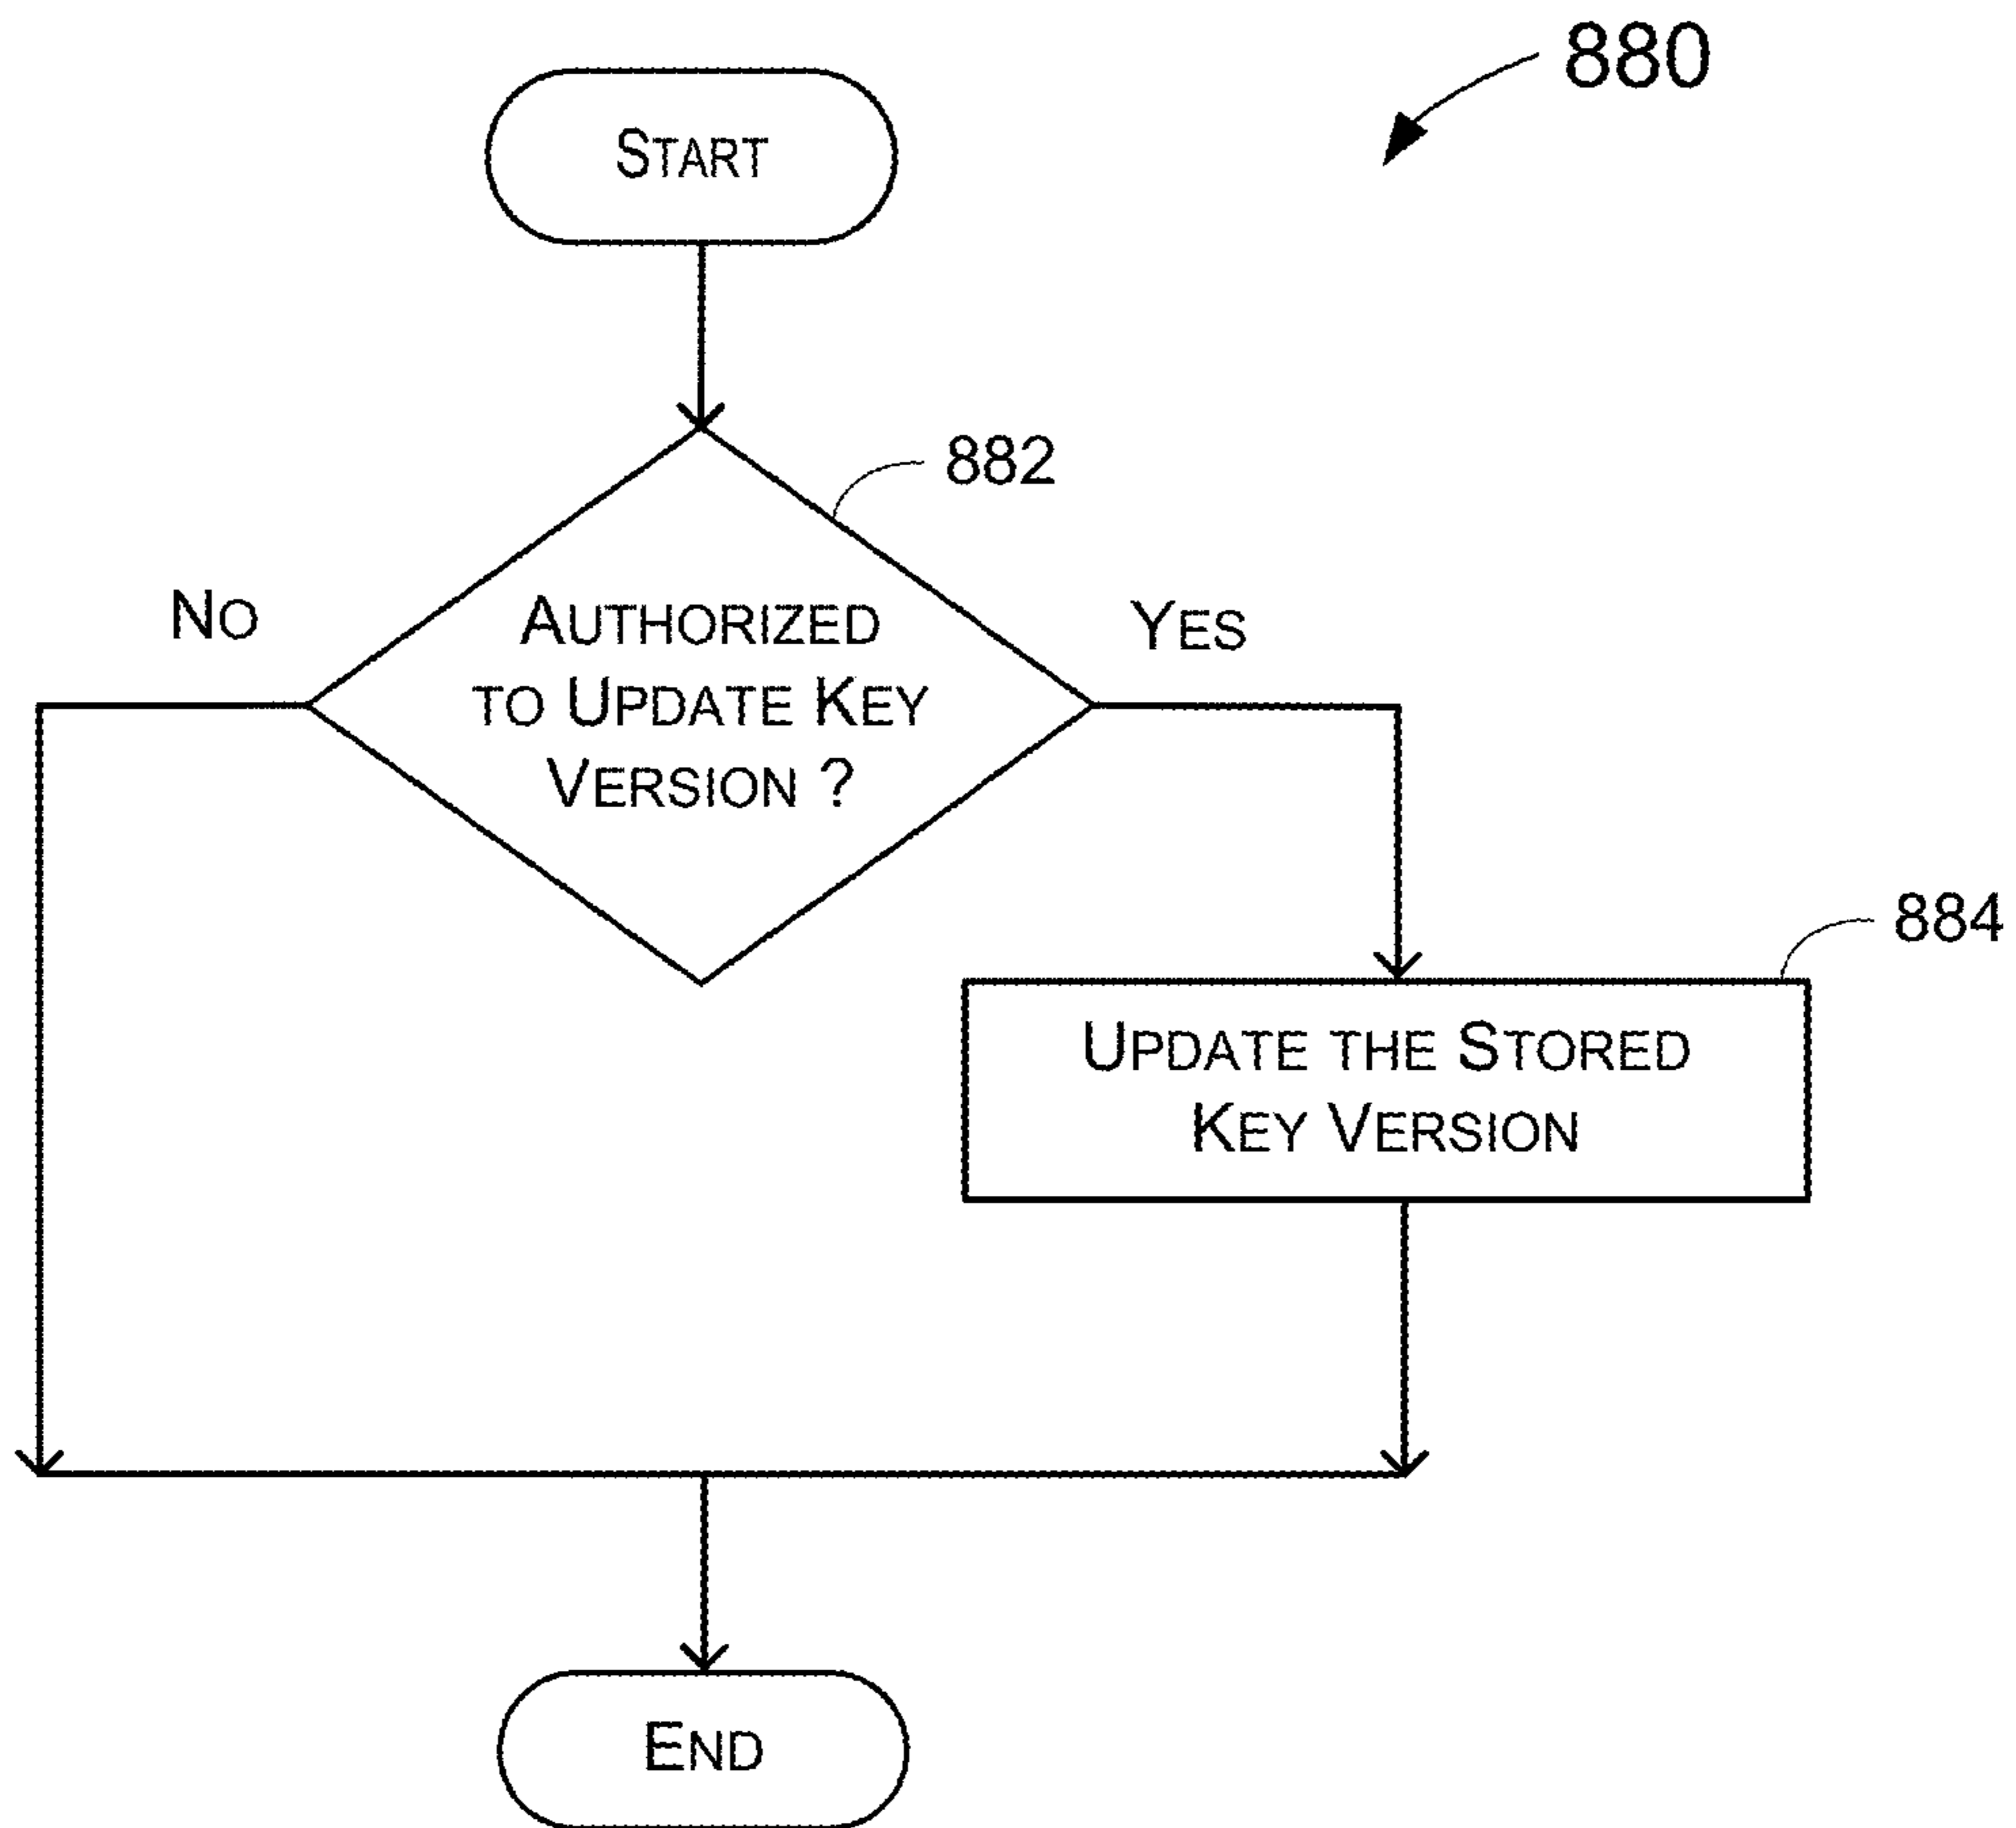 880
START
882
NO
YES
AUTHORIZED
TO UPDATE KEY
VERSION ?
884
UPDATE THE STORED
KEY VERSION
END